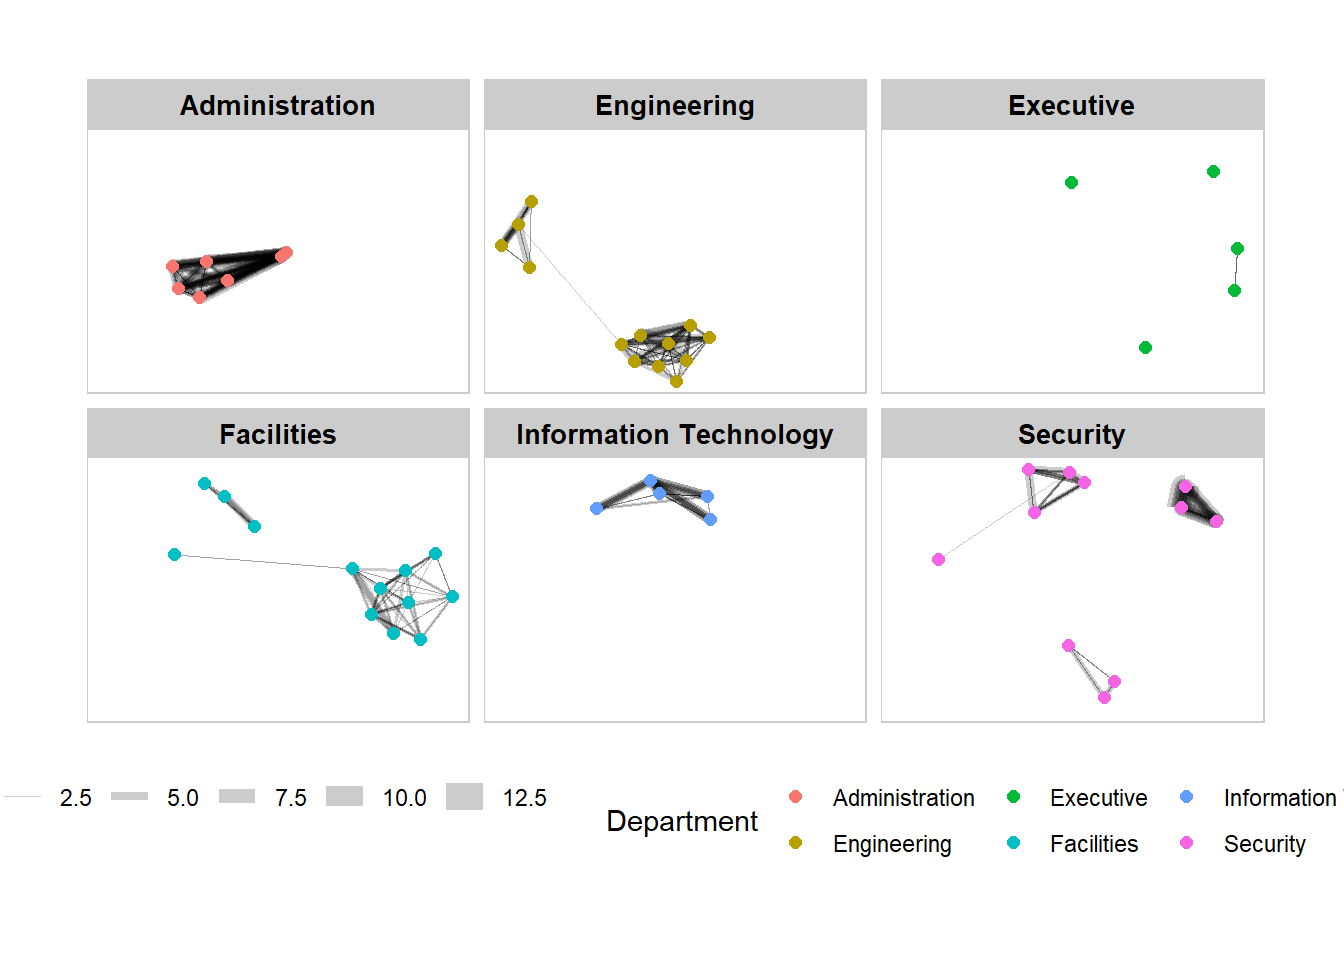 Administration
Engineering
Executive
Facilities
Information Technology
Security
2.5 5.0 7.5 10.0 12.5
Department
Administration Executive Information
Engineering Facilities Security